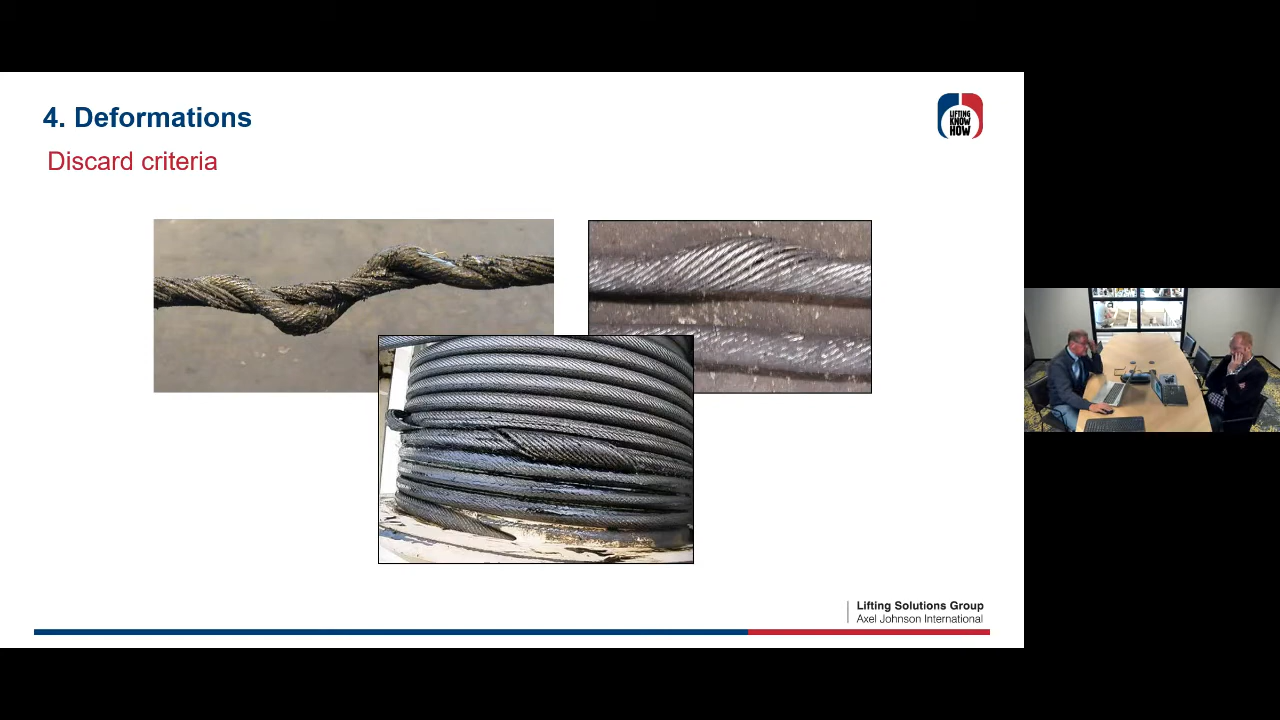 4. Deformations
LIFTING
KNOW
HOW
Discard criteria
Lifting Solutions Group
Axel Johnson International